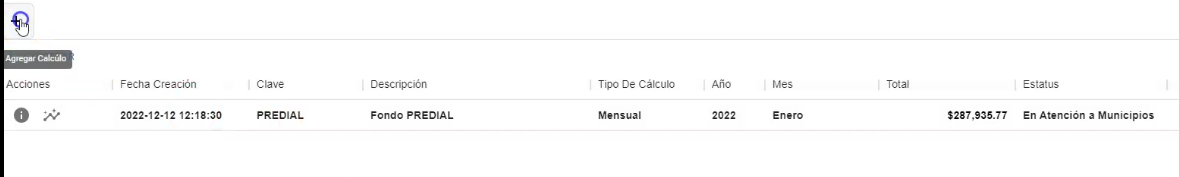 Agregar Calcúlo
Acciones Fecha Creación Clave Descripción Tipo De Cálculo Año Mes Total Estatus
2022-12-12 12:18:30 PREDIAL Fondo PREDIAL Mensual 2022 Enero $287,935.77 En Atención a Municipios